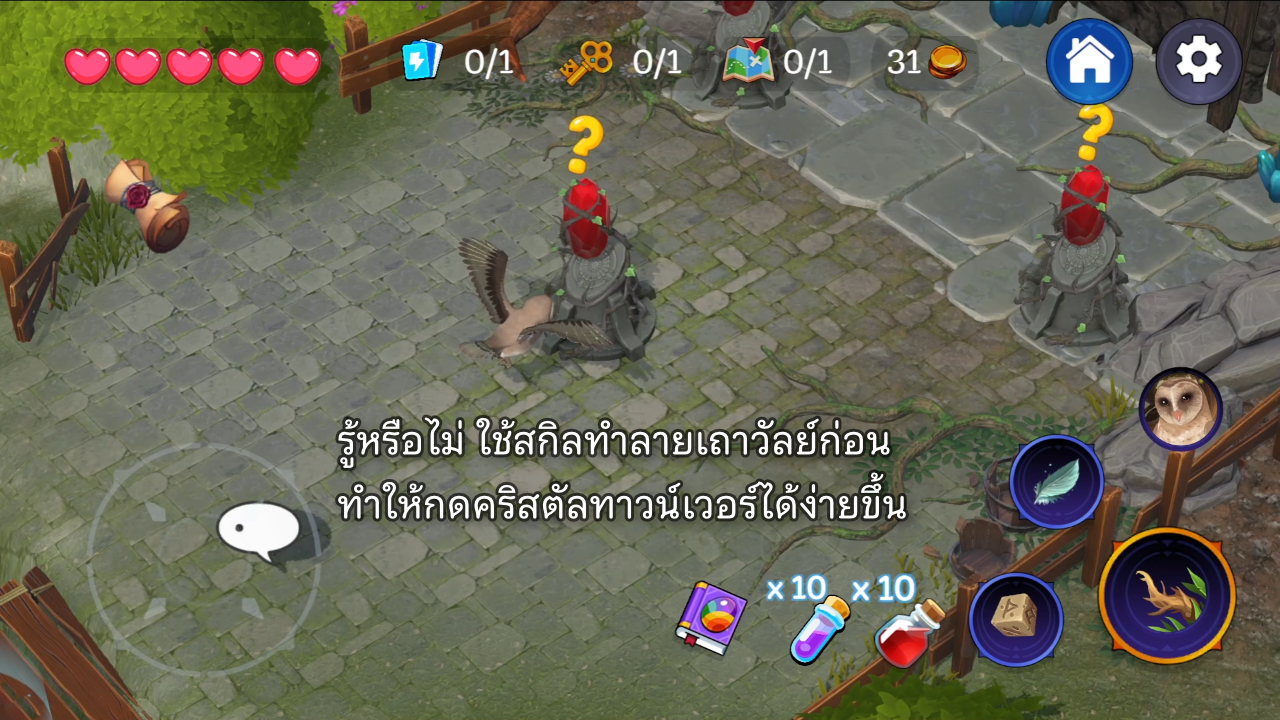 0/1
0/1
0/1
31
รู้หรือไม่ ใช้สกิลทำลายเถาวัลย์ก่อน
ทำให้กดคริสตัลทาวน์เวอร์ได้ง่ายขึ้น
x 10
x 10